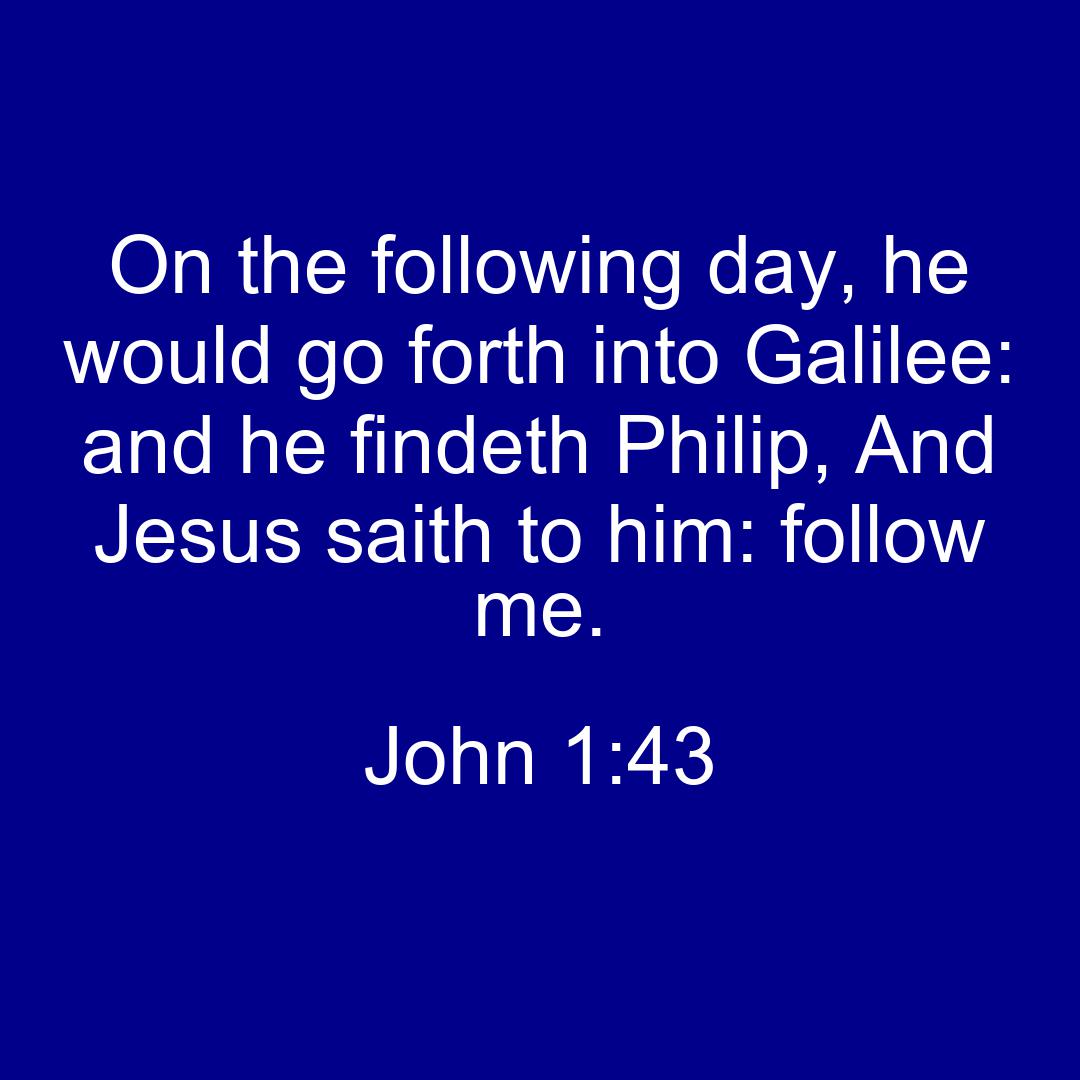 On the following day, he
would go forth into Galilee:
and he findeth Philip, And
Jesus saith to him: follow
me.
John 1:43